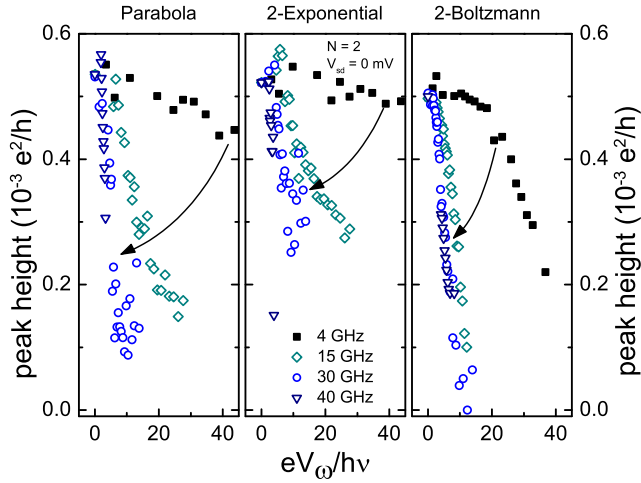 Parabola 2-Exponential 2-Boltzmann
N = 2
V_sd = 0 mV
peak height (10⁻³ e²/h)
0.6
0.4
0.2
0.0
peak height (10⁻³ e²/h)
0.6
0.4
0.2
0.0
4 GHz
15 GHz
30 GHz
40 GHz
0 20 40 0 20 40 0 20 40
eV_ω/hν